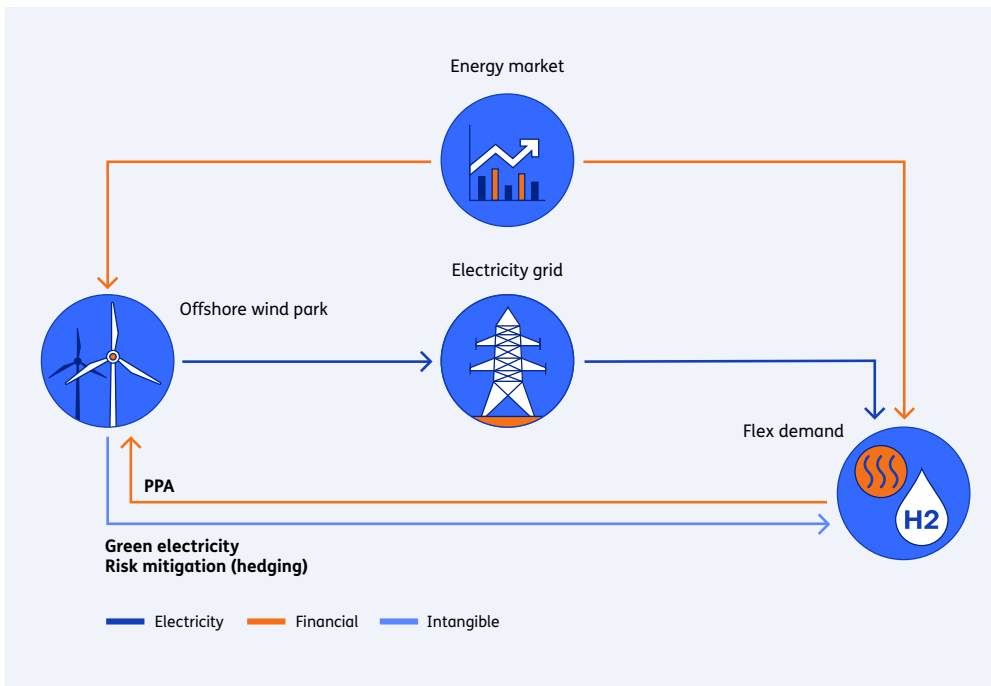 Energy market
Electricity grid
Offshore wind park
Flex demand
H2
PPA
Green electricity
Risk mitigation (hedging)
Electricity
Financial
Intangible